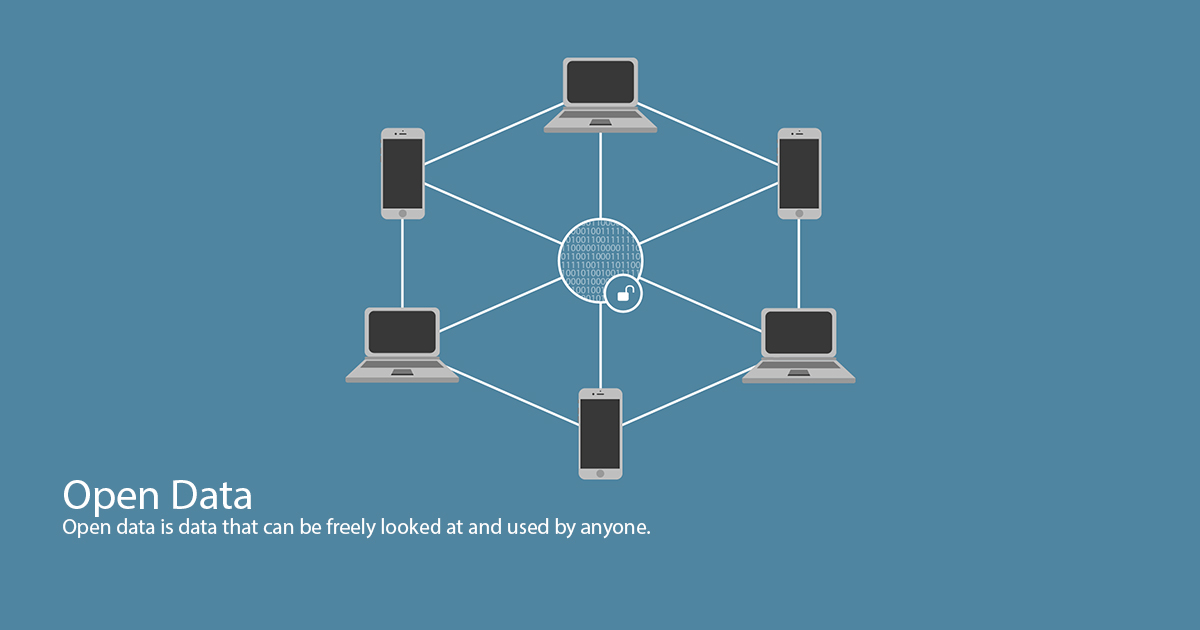 Open Data
Open data is data that can be freely looked at and used by anyone.